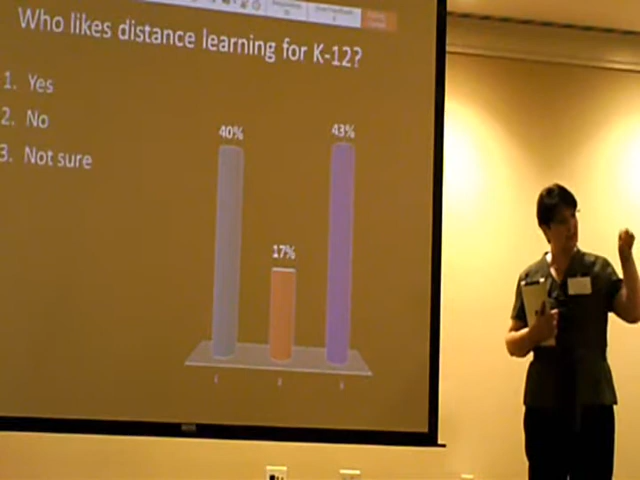 Who likes distance learning for K-12?
1. Yes
2. No
3. Not sure
40%
17%
43%